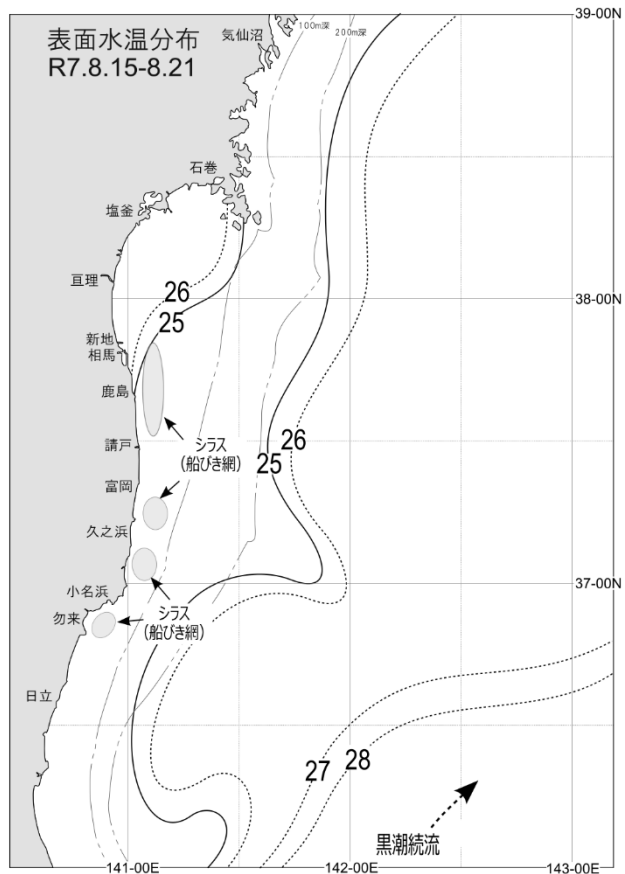 表面水温分布
R7.8.15-8.21
気仙沼
100m深
200m深
39-00N
石巻
塩釜
亘理
26
25
38-00N
新地
相馬
鹿島
請戸
シラス
(船びき網)
26
25
富岡
久之浜
小名浜
37-00N
勿来
シラス
(船びき網)
日立
27
28
黒潮続流
141-00E
142-00E
143-00E